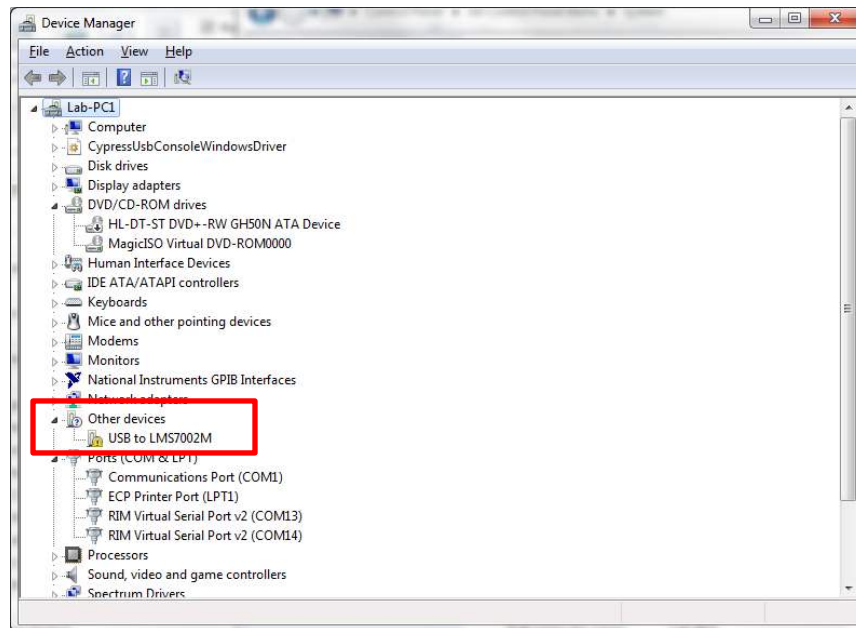 Device Manager
File Action View Help
Lab-PC1
Computer
CypressUsbConsoleWindowsDriver
Disk drives
Display adapters
DVD/CD-ROM drives
HL-DT-ST DVD+-RW GH50N ATA Device
MagicISO Virtual DVD-ROM0000
Human Interface Devices
IDE ATA/ATAPI controllers
Keyboards
Mice and other pointing devices
Modems
Monitors
National Instruments GPIB Interfaces
Network adapters
Other devices
USB to LMS7002M
Ports (COM & LPT)
Communications Port (COM1)
ECP Printer Port (LPT1)
RIM Virtual Serial Port v2 (COM13)
RIM Virtual Serial Port v2 (COM14)
Processors
Sound, video and game controllers
Spectrum Drivers